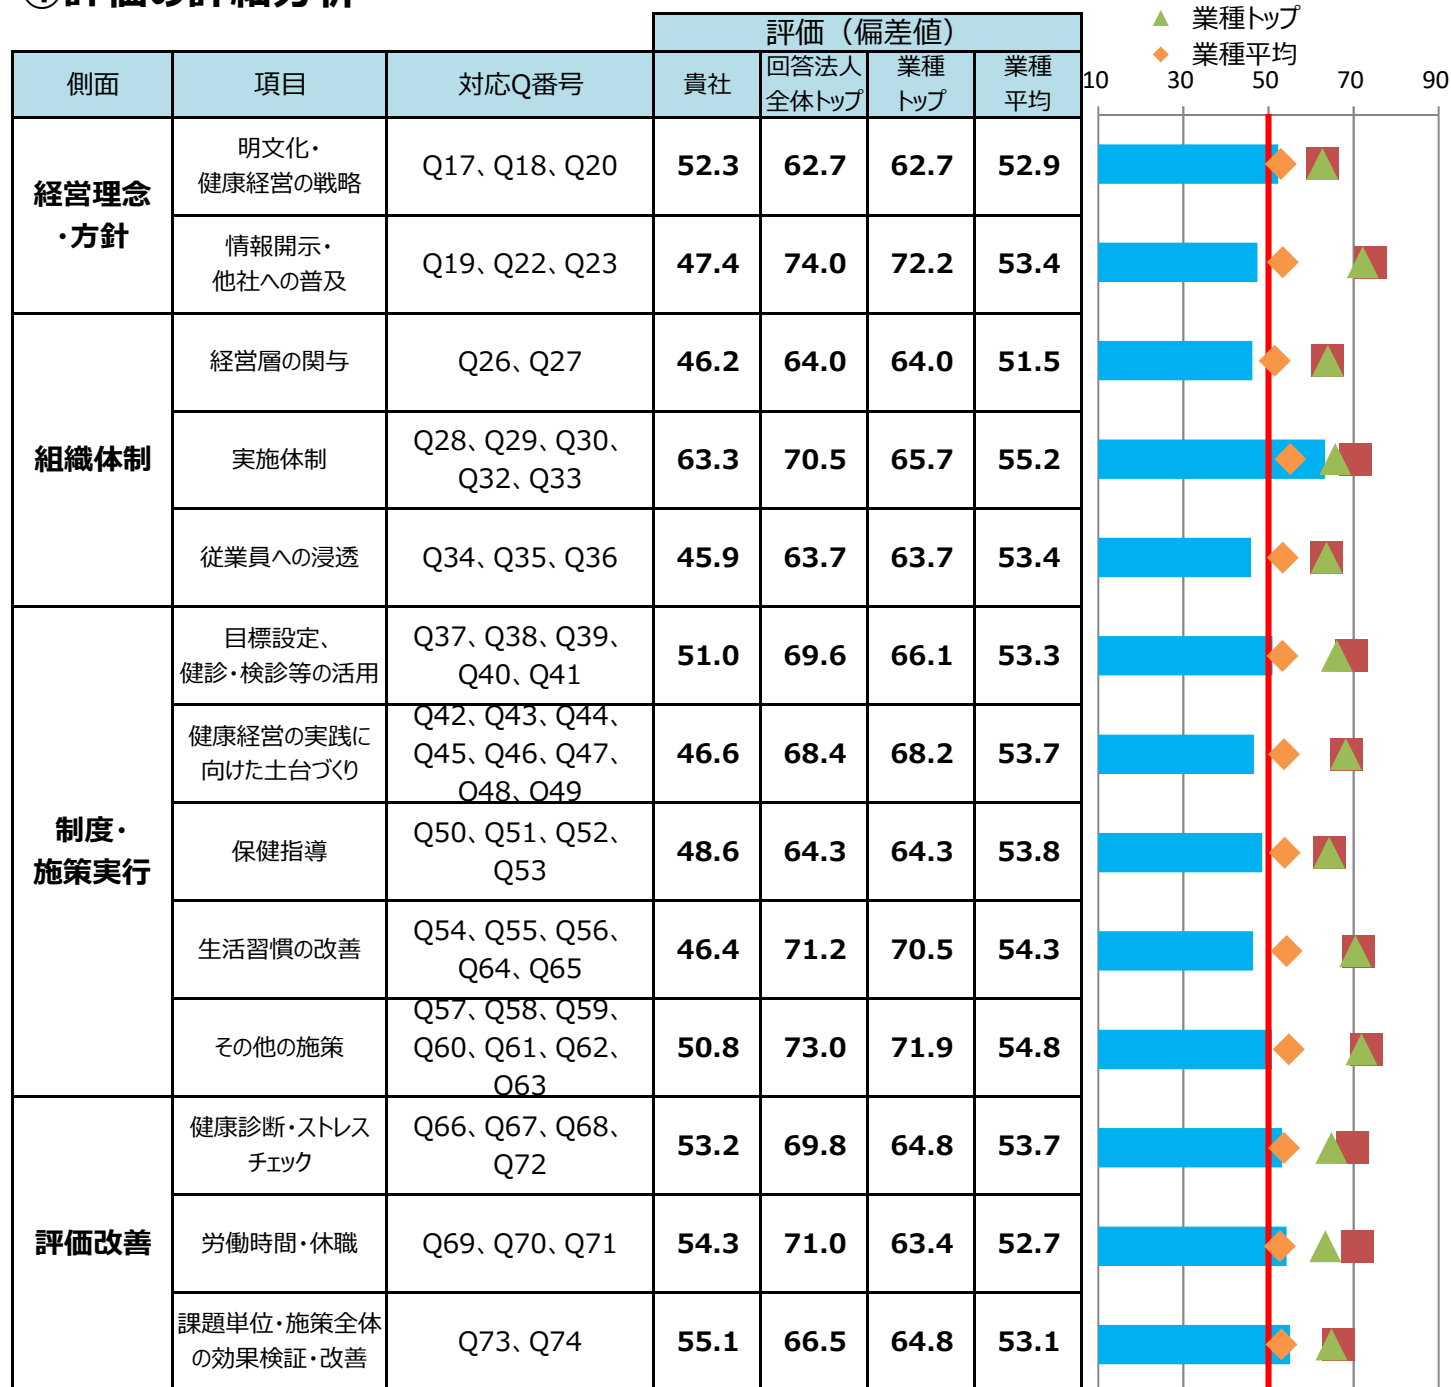 ①評価の詳細分析
評価（偏差値）
側面 項目 対応Q番号 貴社 回答法人全体トップ 業種トップ 業種平均
▲ 業種トップ
◆ 業種平均
10 30 50 70 90
経営理念
・方針
明文化・
健康経営の戦略
Q17、Q18、Q20
52.3 62.7 62.7 52.9
情報開示・
他社への普及
Q19、Q22、Q23
47.4 74.0 72.2 53.4
組織体制
経営層の関与
Q26、Q27
46.2 64.0 64.0 51.5
実施体制
Q28、Q29、Q30、
Q32、Q33
63.3 70.5 65.7 55.2
従業員への浸透
Q34、Q35、Q36
45.9 63.7 63.7 53.4
制度・
施策実行
目標設定、
健診・検診等の活用
Q37、Q38、Q39、
Q40、Q41
51.0 69.6 66.1 53.3
健康経営の実践に
向けた土台づくり
Q42、Q43、Q44、
Q45、Q46、Q47、
Q48、Q49
46.6 68.4 68.2 53.7
保健指導
Q50、Q51、Q52、
Q53
48.6 64.3 64.3 53.8
生活習慣の改善
Q54、Q55、Q56、
Q64、Q65
46.4 71.2 70.5 54.3
その他の施策
Q57、Q58、Q59、
Q60、Q61、Q62、
Q63
50.8 73.0 71.9 54.8
評価改善
健康診断・ストレス
チェック
Q66、Q67、Q68、
Q72
53.2 69.8 64.8 53.7
労働時間・休職
Q69、Q70、Q71
54.3 71.0 63.4 52.7
課題単位・施策全体
の効果検証・改善
Q73、Q74
55.1 66.5 64.8 53.1